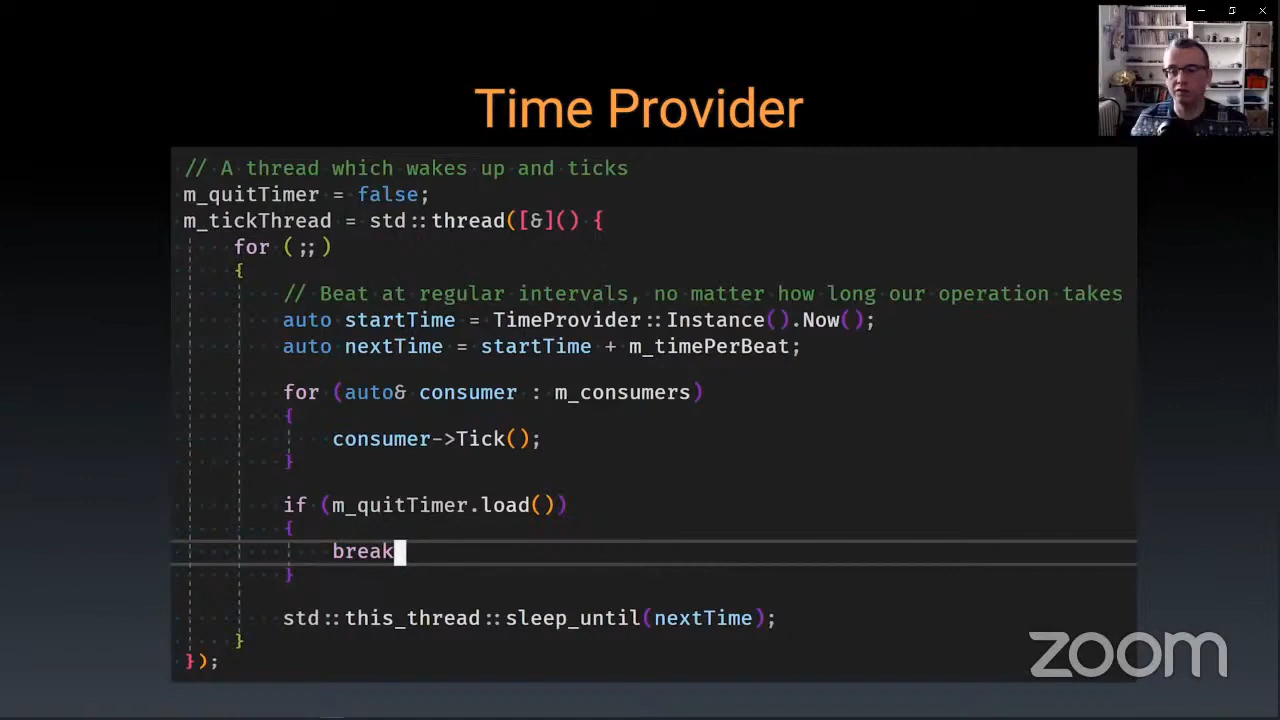 Time Provider
// A thread which wakes up and ticks
m_quitTimer = false;
m_tickThread = std::thread([&]() {
for (;;)
{
// Beat at regular intervals, no matter how long our operation takes
auto startTime = TimeProvider::Instance().Now();
auto nextTime = startTime + m_timePerBeat;
for (auto& consumer : m_consumers)
{
consumer->Tick();
}
if (m_quitTimer.load())
{
break
}
std::this_thread::sleep_until(nextTime);
}
});
zoom